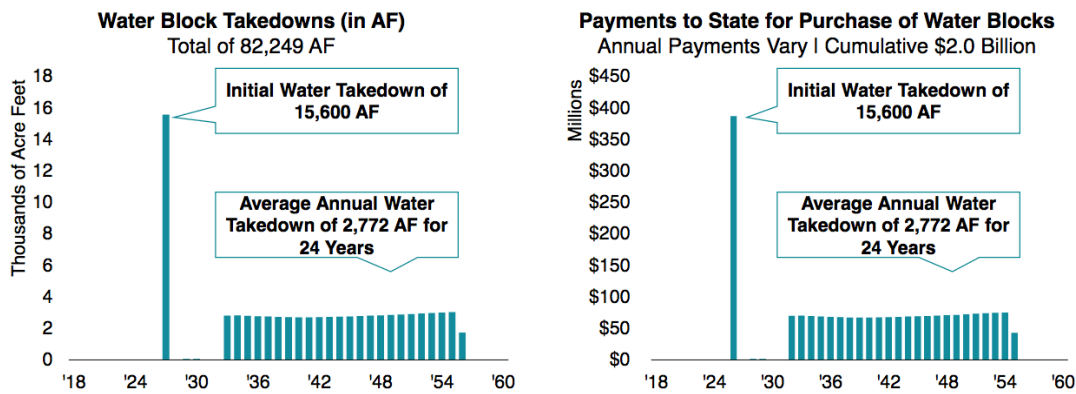 Water Block Takedowns (in AF)
Total of 82,249 AF
Thousands of Acre Feet
18
16
14
12
10
8
6
4
2
0
Initial Water Takedown of
15,600 AF
Average Annual Water
Takedown of 2,772 AF for
24 Years
'18
'24
'30
'36
'42
'48
'54
'60
Payments to State for Purchase of Water Blocks
Annual Payments Vary | Cumulative $2.0 Billion
Millions
$450
$400
$350
$300
$250
$200
$150
$100
$50
$0
Initial Water Takedown of
15,600 AF
Average Annual Water
Takedown of 2,772 AF for
24 Years
'18
'24
'30
'36
'42
'48
'54
'60